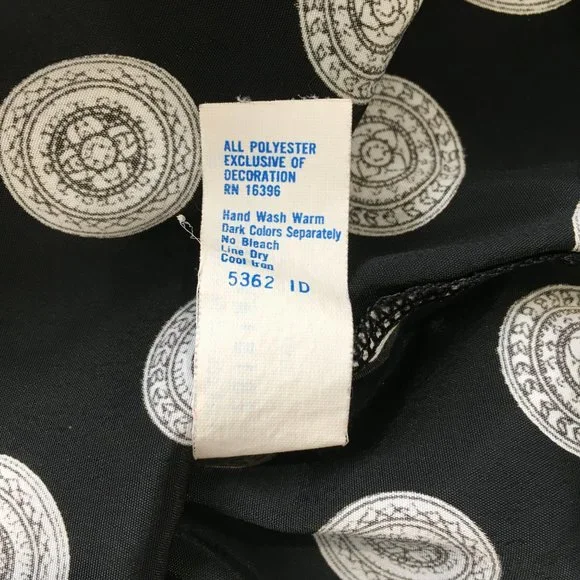 ALL POLYESTER
EXCLUSIVE OF
DECORATION
RN 16396
Hand Wash Warm
Dark Colors Separately
No Bleach
Line Dry
Cool Iron
5362 1D